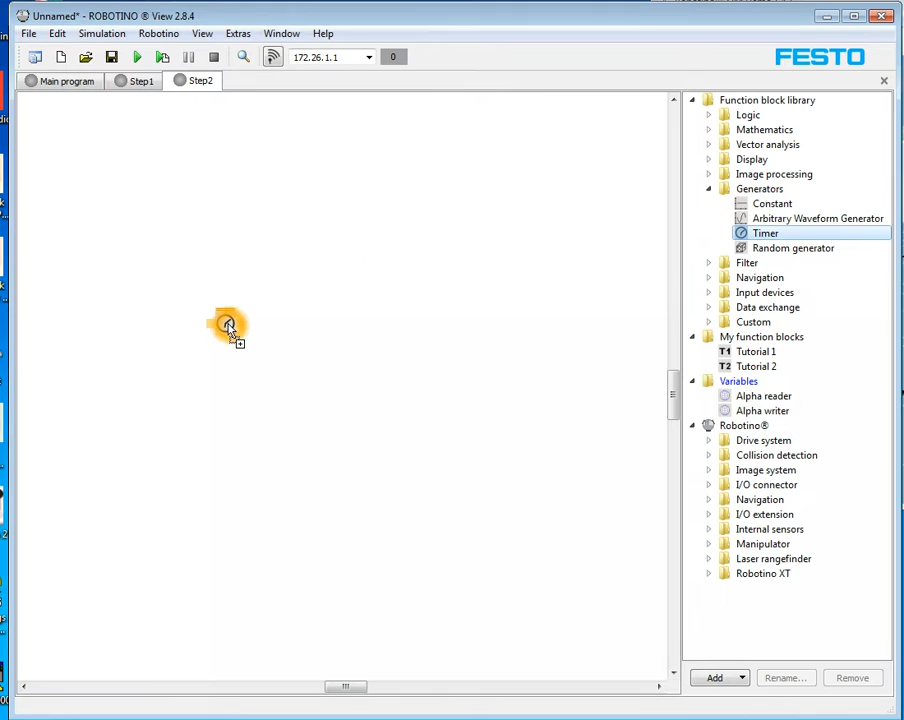 Unnamed* - ROBOTINO ® View 2.8.4
File Edit Simulation Robotino View Extras Window Help
172.26.1.1 0 FESTO
Main program Step1 Step2
Function block library
Logic
Mathematics
Vector analysis
Display
Image processing
Generators
Constant
Arbitrary Waveform Generator
Timer
Random generator
Filter
Navigation
Input devices
Data exchange
Custom
My function blocks
T1 Tutorial 1
T2 Tutorial 2
Variables
Alpha reader
Alpha writer
Robotino®
Drive system
Collision detection
Image system
I/O connector
Navigation
I/O extension
Internal sensors
Manipulator
Laser rangefinder
Robotino XT
Add Rename... Remove